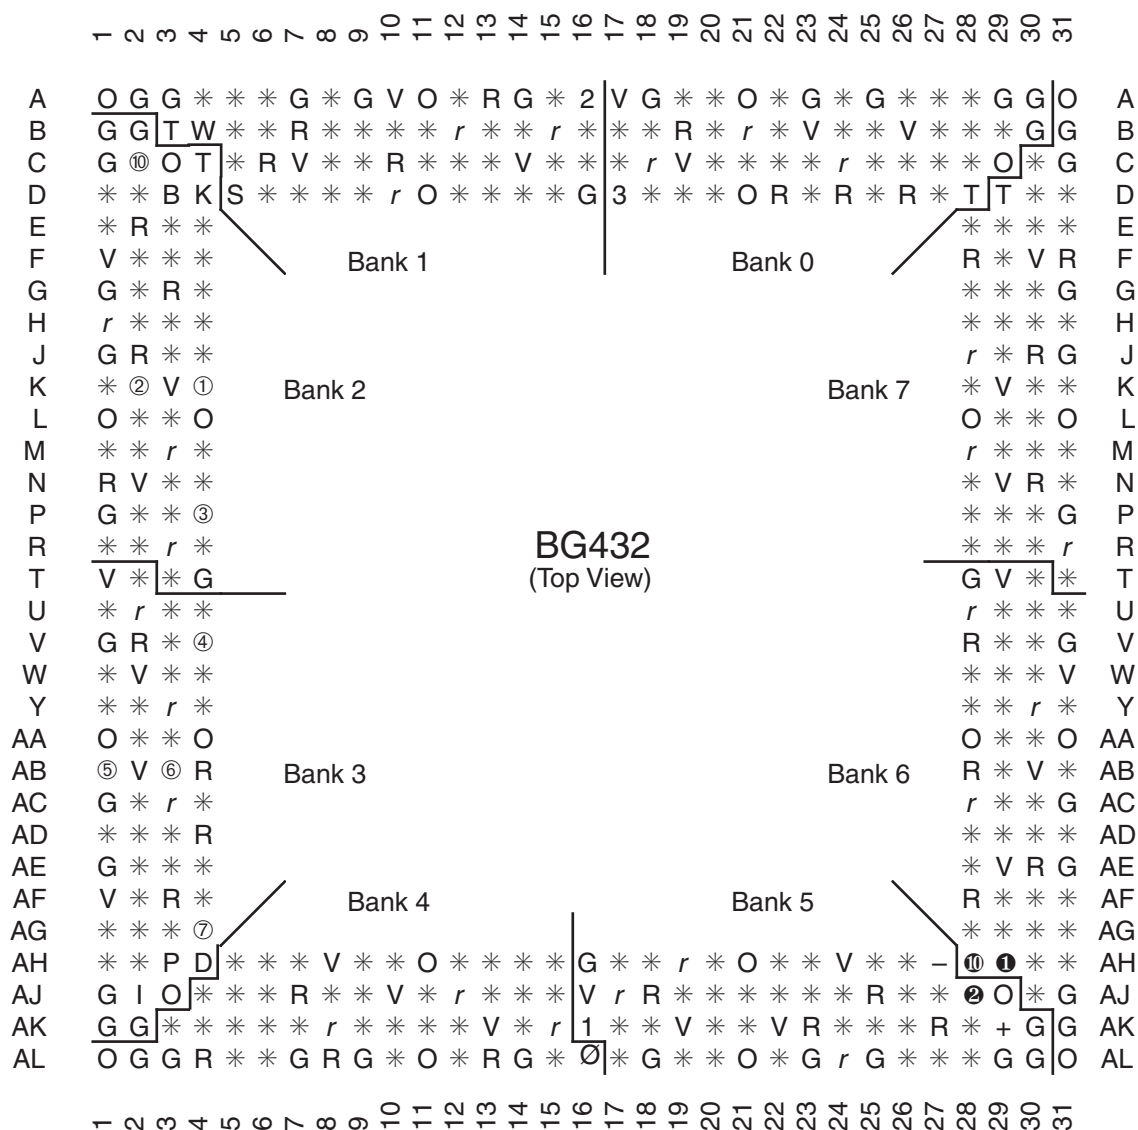 1 2 3 4 5 6 7 8 9 10 11 12 13 14 15 16 17 18 19 20 21 22 23 24 25 26 27 28 29 30 31
A O G G ✳ ✳ ✳ G ✳ G V O ✳ R G ✳ 2 V G ✳ ✳ O ✳ G ✳ G ✳ ✳ ✳ G G O A
B G G T W ✳ ✳ R ✳ ✳ ✳ ✳ r ✳ ✳ r ✳ ✳ ✳ R ✳ r ✳ V ✳ ✳ V ✳ ✳ ✳ G G B
C G ⑩ O T ✳ R V ✳ ✳ R ✳ ✳ ✳ V ✳ ✳ ✳ r V ✳ ✳ ✳ ✳ r ✳ ✳ ✳ ✳ O ✳ G C
D ✳ ✳ B K S ✳ ✳ ✳ ✳ r O ✳ ✳ ✳ ✳ G 3 ✳ ✳ ✳ O R ✳ R ✳ R ✳ T T ✳ ✳ D
E ✳ R ✳ ✳ ✳ ✳ ✳ ✳ E
F V ✳ ✳ ✳ Bank 1 Bank 0 R ✳ V R F
G G ✳ R ✳ ✳ ✳ ✳ G G
H r ✳ ✳ ✳ ✳ ✳ ✳ ✳ H
J G R ✳ ✳ r ✳ R G J
K ✳ ② V ① Bank 2 Bank 7 ✳ V ✳ ✳ K
L O ✳ ✳ O O ✳ ✳ O L
M ✳ ✳ r ✳ r ✳ ✳ ✳ M
N R V ✳ ✳ ✳ V R ✳ N
P G ✳ ✳ ③ ✳ ✳ ✳ G P
R ✳ ✳ r ✳ BG432 ✳ ✳ ✳ r R
T V ✳ ✳ G (Top View) G V ✳ ✳ T
U ✳ r ✳ ✳ r ✳ ✳ ✳ U
V G R ✳ ④ R ✳ ✳ G V
W ✳ V ✳ ✳ ✳ ✳ ✳ V W
Y ✳ ✳ r ✳ ✳ ✳ r ✳ Y
AA O ✳ ✳ O O ✳ ✳ O AA
AB ⑤ V ⑥ R Bank 3 Bank 6 R ✳ V ✳ AB
AC G ✳ r ✳ r ✳ ✳ G AC
AD ✳ ✳ ✳ R ✳ ✳ ✳ ✳ AD
AE G ✳ ✳ ✳ ✳ V R G AE
AF V ✳ R ✳ Bank 4 Bank 5 R ✳ ✳ ✳ AF
AG ✳ ✳ ✳ ⑦ ✳ ✳ ✳ ✳ AG
AH ✳ ✳ P D ✳ ✳ ✳ V ✳ ✳ O ✳ ✳ ✳ ✳ G ✳ ✳ r ✳ O ✳ ✳ V ✳ ✳ – ❿ ❶ ✳ ✳ AH
AJ G I O ✳ ✳ ✳ R ✳ ✳ V ✳ r ✳ ✳ ✳ V r R ✳ ✳ ✳ ✳ ✳ ✳ R ✳ ✳ ❷ O ✳ G AJ
AK G G ✳ ✳ ✳ ✳ ✳ r ✳ ✳ ✳ ✳ V ✳ r 1 ✳ ✳ V ✳ ✳ V R ✳ ✳ ✳ R ✳ + G G AK
AL O G G R ✳ ✳ G R G ✳ O ✳ R G ✳ Ø ✳ G ✳ ✳ O ✳ G r G ✳ ✳ ✳ G G O AL
1 2 3 4 5 6 7 8 9 10 11 12 13 14 15 16 17 18 19 20 21 22 23 24 25 26 27 28 29 30 31